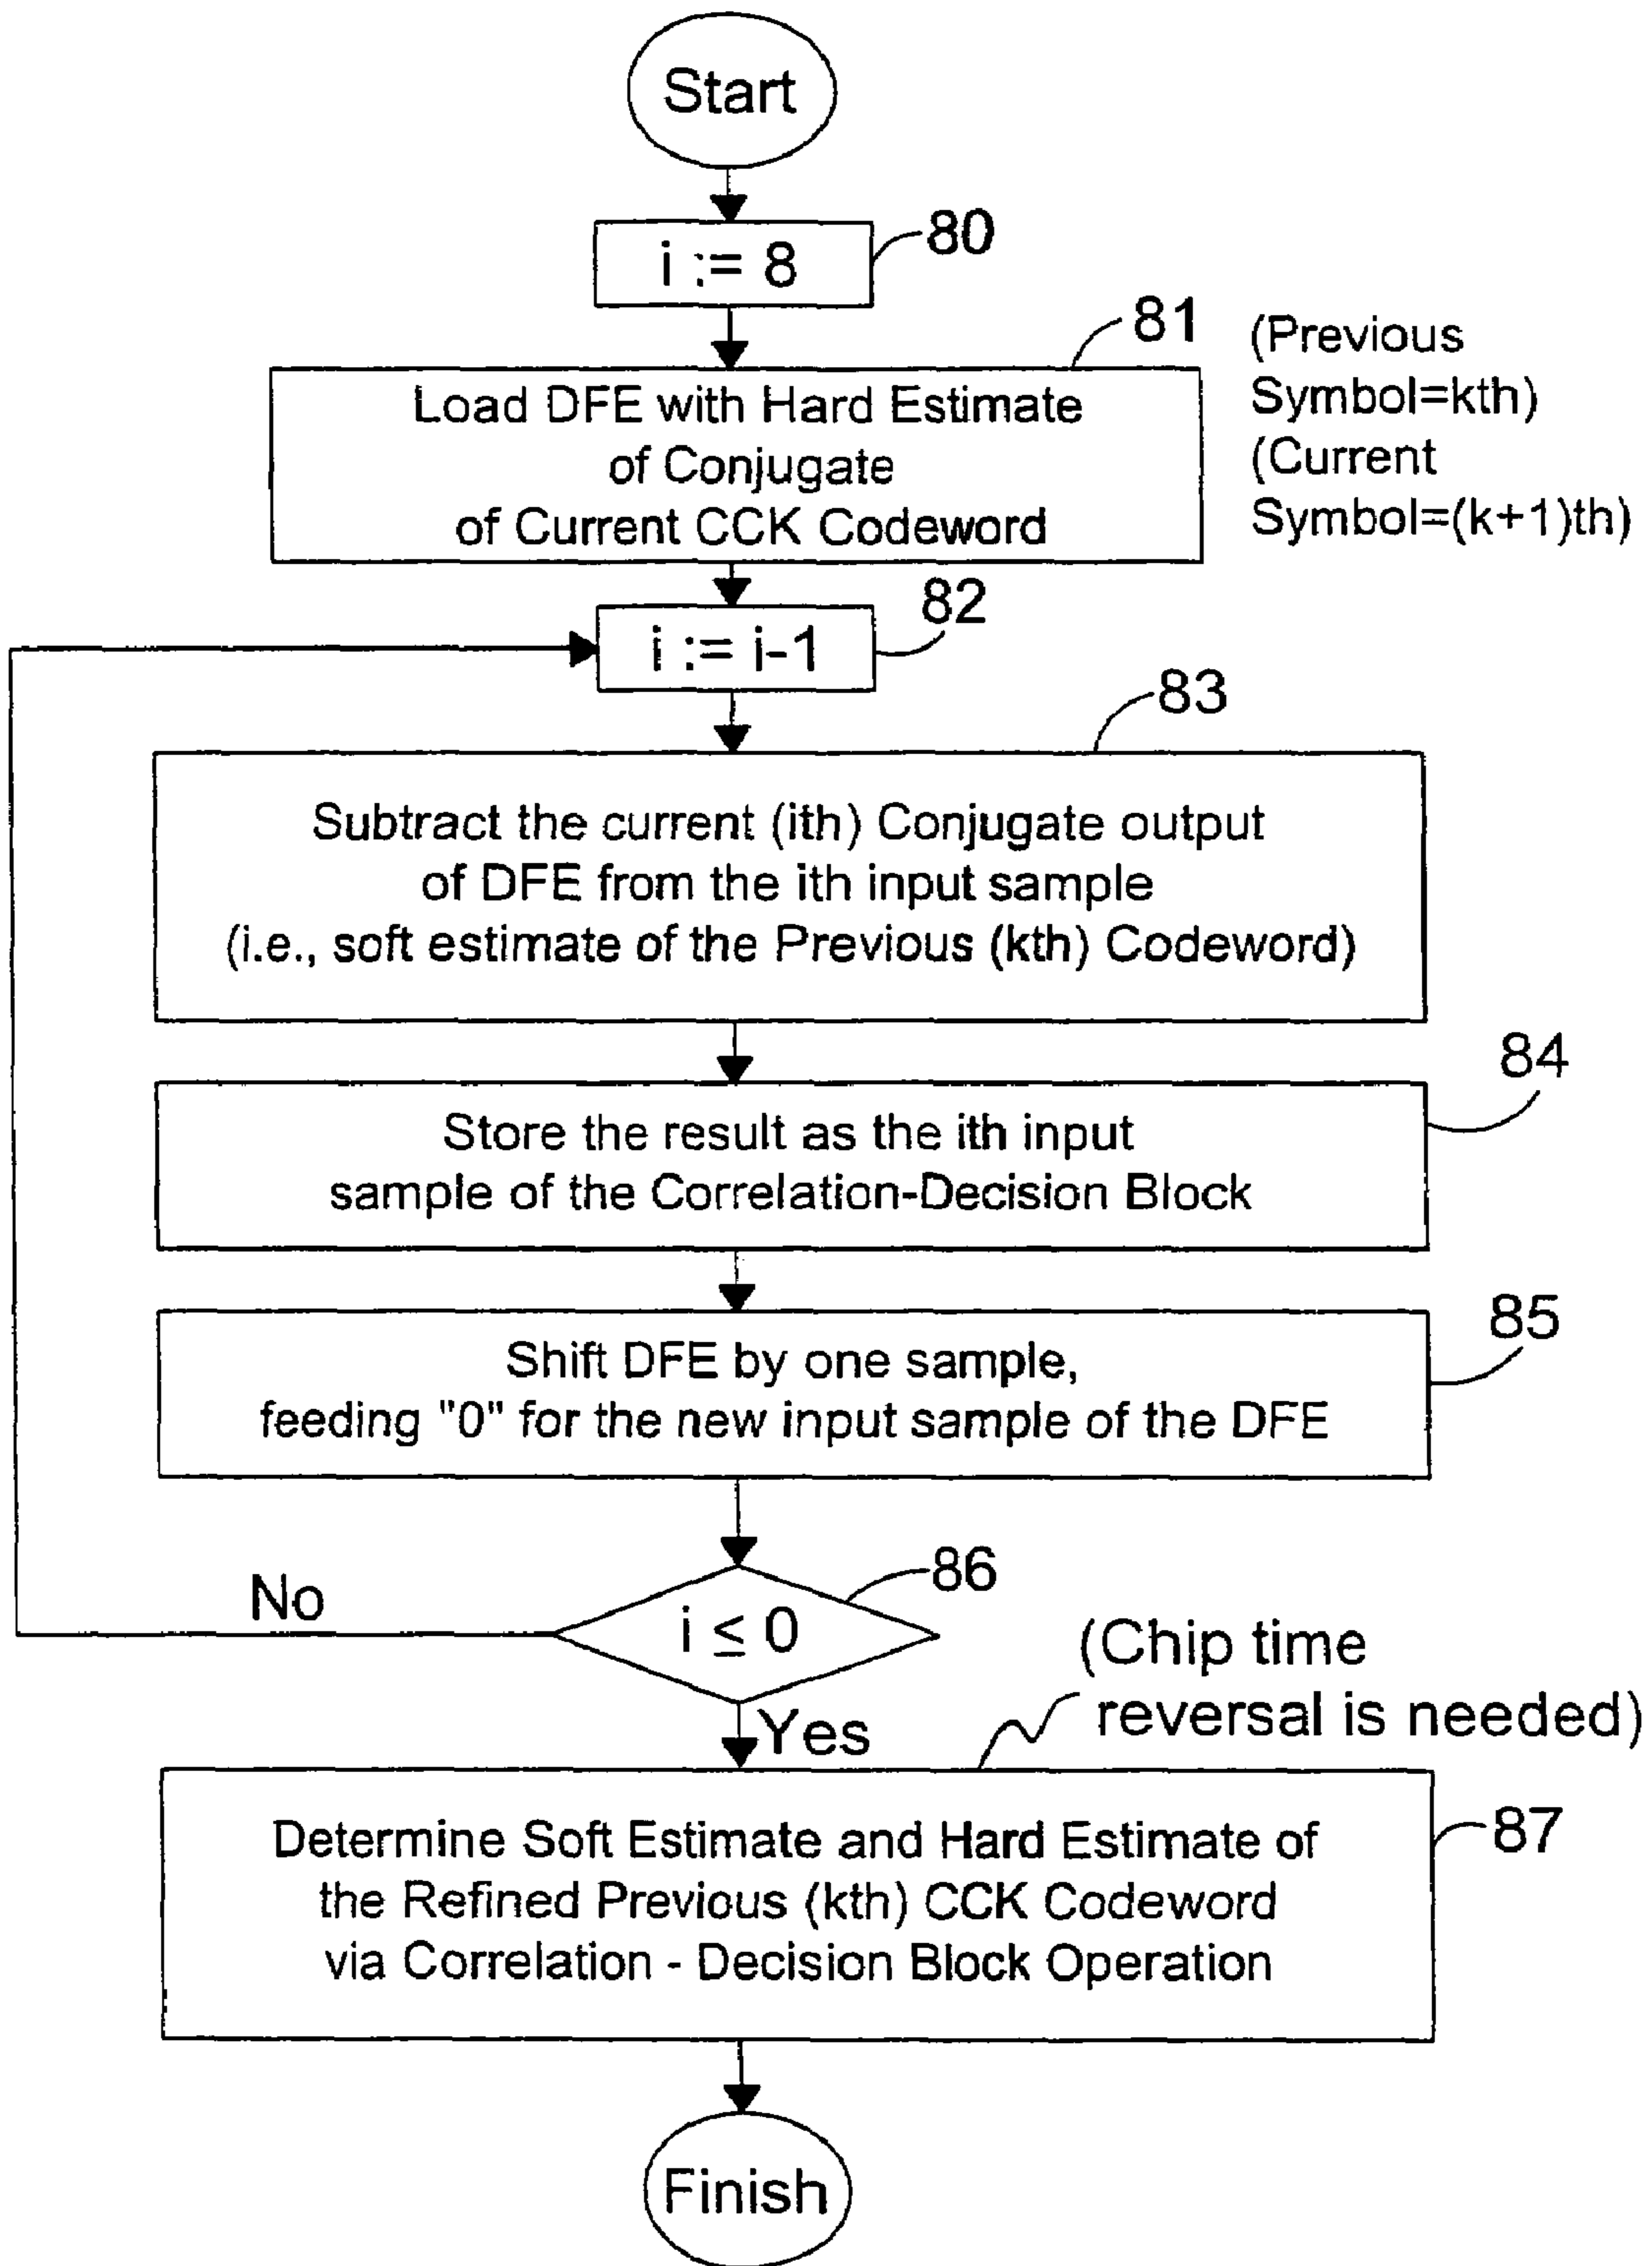 Start
i := 8
80
81
(Previous
Symbol=kth)
(Current
Symbol=(k+1)th)
Load DFE with Hard Estimate
of Conjugate
of Current CCK Codeword
82
i := i-1
83
Subtract the current (ith) Conjugate output
of DFE from the ith input sample
(i.e., soft estimate of the Previous (kth) Codeword)
84
Store the result as the ith input
sample of the Correlation-Decision Block
85
Shift DFE by one sample,
feeding "0" for the new input sample of the DFE
86
No
i ≤ 0
(Chip time
reversal is needed)
Yes
87
Determine Soft Estimate and Hard Estimate of
the Refined Previous (kth) CCK Codeword
via Correlation - Decision Block Operation
Finish